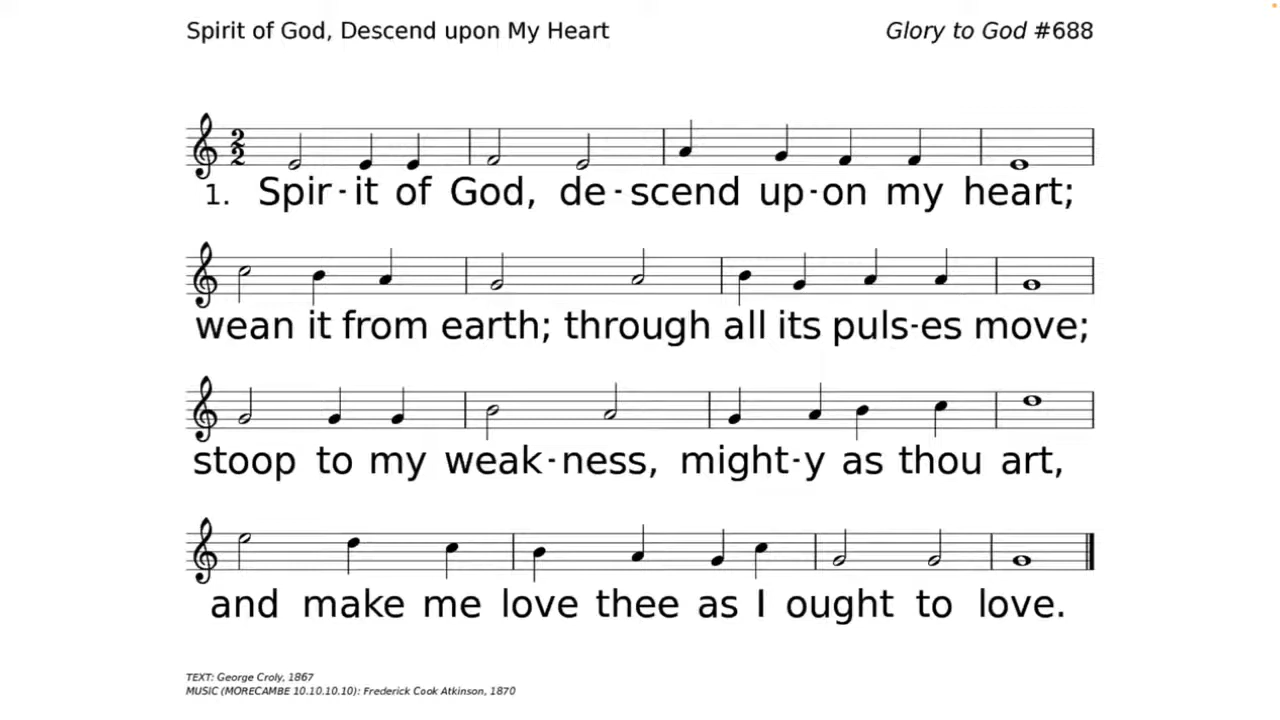 Spirit of God, Descend upon My Heart
Glory to God #688
1. Spir-it of God, de-scend up-on my heart;
wean it from earth; through all its puls-es move;
stoop to my weak-ness, might-y as thou art,
and make me love thee as I ought to love.
TEXT: George Croly, 1867
MUSIC (MORECAMBE 10.10.10.10): Frederick Cook Atkinson, 1870